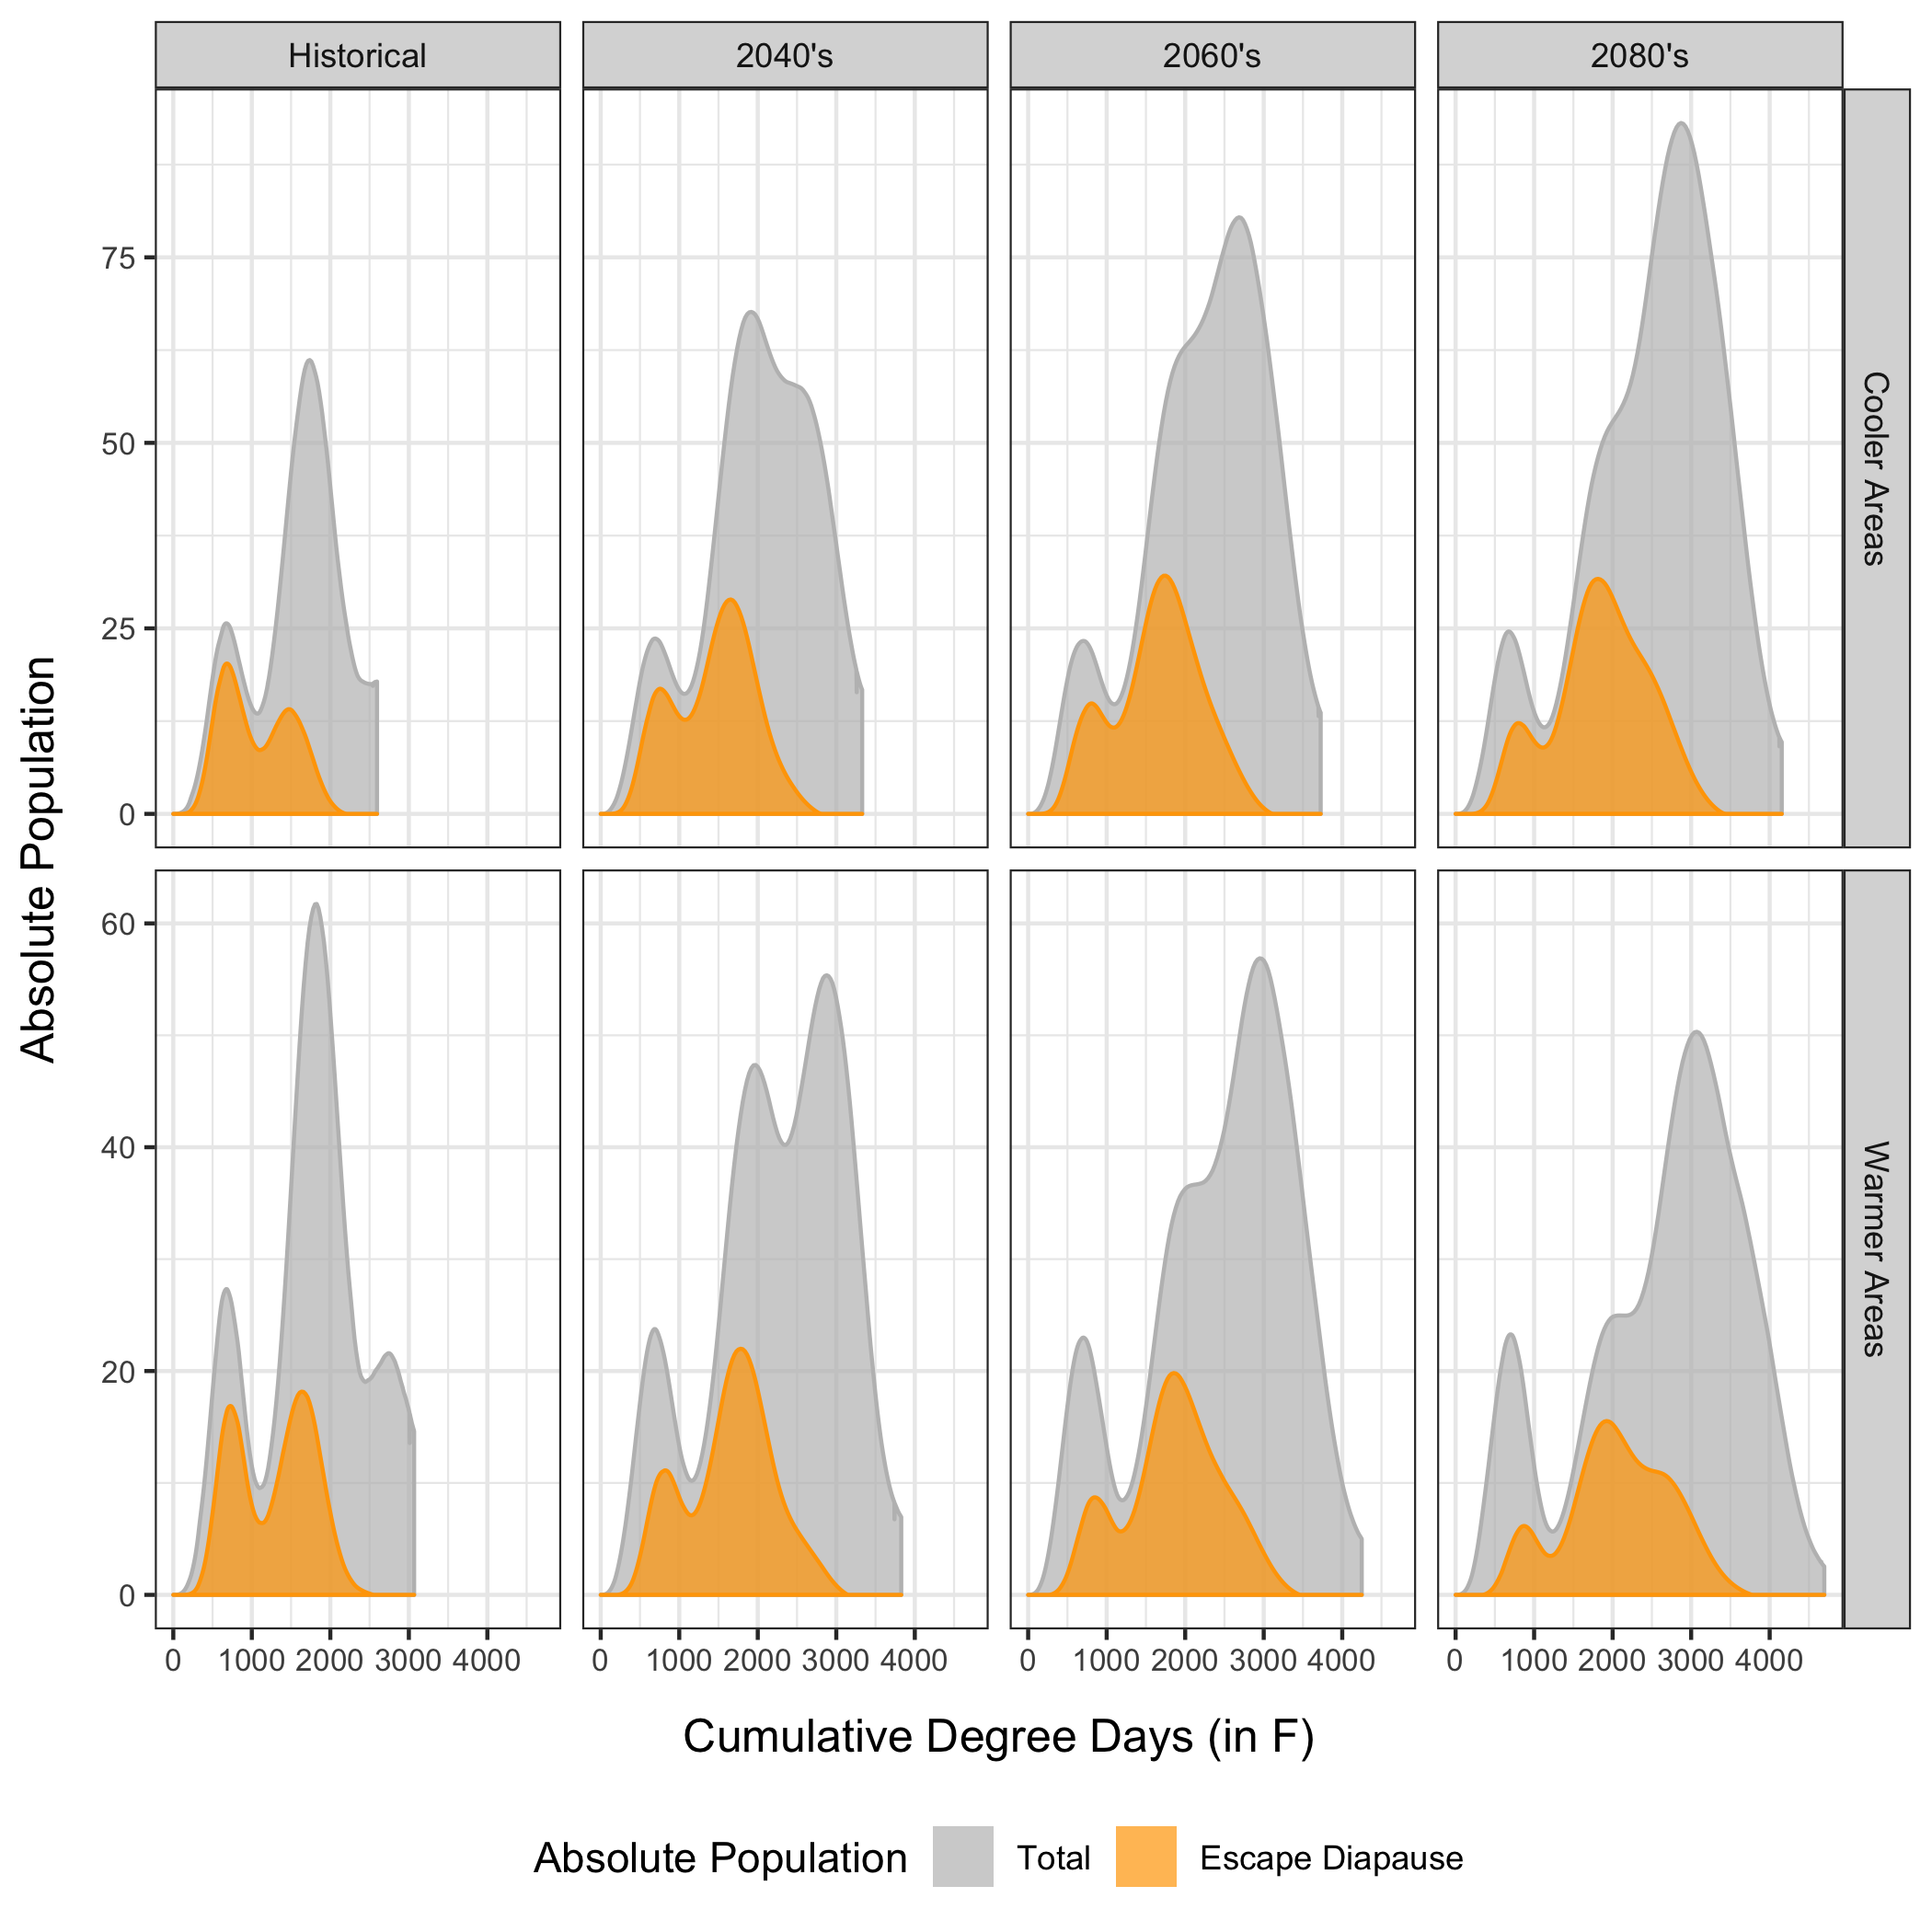 Historical
2040's
2060's
2080's
75
50
25
0
Cooler Areas
60
40
20
0
Warmer Areas
Absolute Population
0 1000 2000 3000 4000
0 1000 2000 3000 4000
0 1000 2000 3000 4000
0 1000 2000 3000 4000
Cumulative Degree Days (in F)
Absolute Population Total Escape Diapause